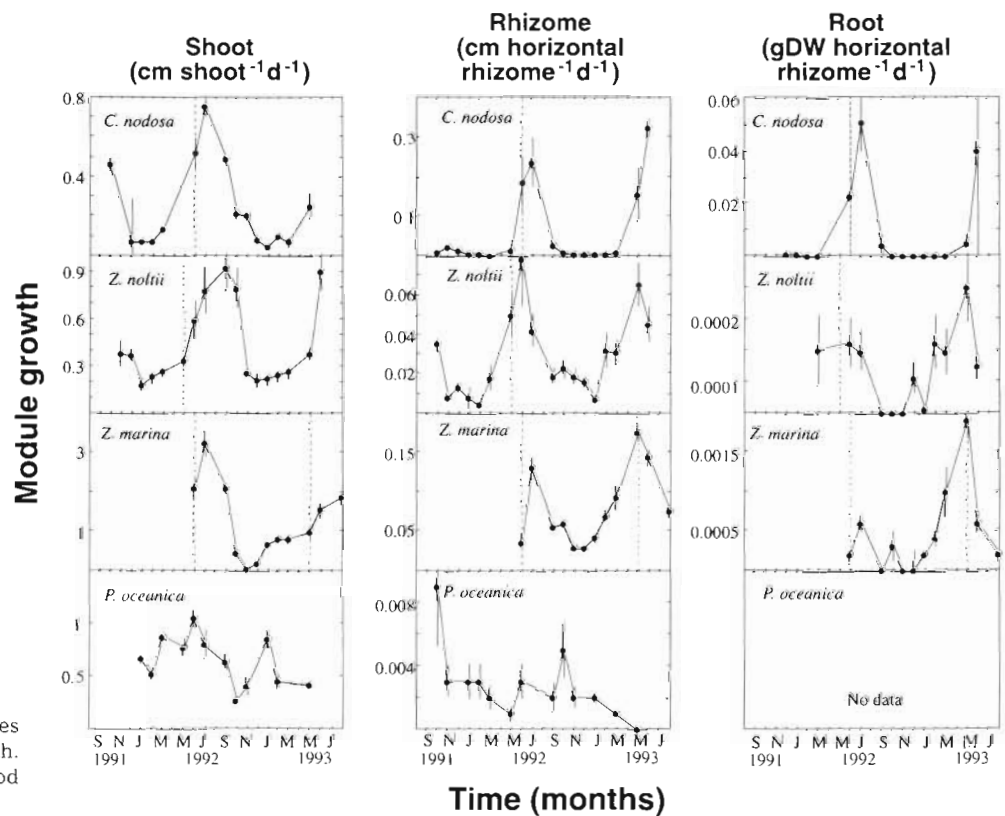 Shoot
(cm shoot⁻¹d⁻¹)
Rhizome
(cm horizontal
rhizome⁻¹d⁻¹)
Root
(gDW horizontal
rhizome⁻¹d⁻¹)
Module growth
C. nodosa
0.8
0.4
C. nodosa
0.3
0.1
C. nodosa
0.06
0.04
0.02
Z. noltii
0.9
0.6
0.3
Z. noltii
0.06
0.04
0.02
Z. noltii
0.0002
0.0001
Z. marina
3
1
Z. marina
0.15
0.05
Z. marina
0.0015
0.0005
P. oceanica
1
0.5
P. oceanica
0.008
0.004
P. oceanica
No data
S N J M M J S N J M M J
1991 1992 1993
S N J M M J S N J M M J
1991 1992 1993
S N J M M J S N J M M J
1991 1992 1993
Time (months)
es
h.
od